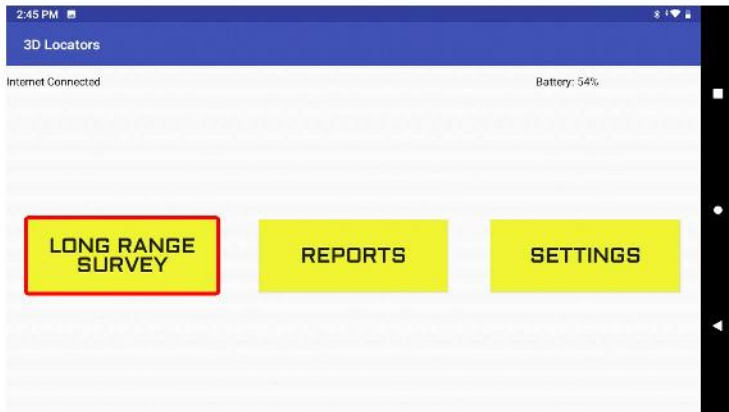 2:45 PM
3D Locators
Internet Connected
Battery: 54%
LONG RANGE
SURVEY
REPORTS
SETTINGS